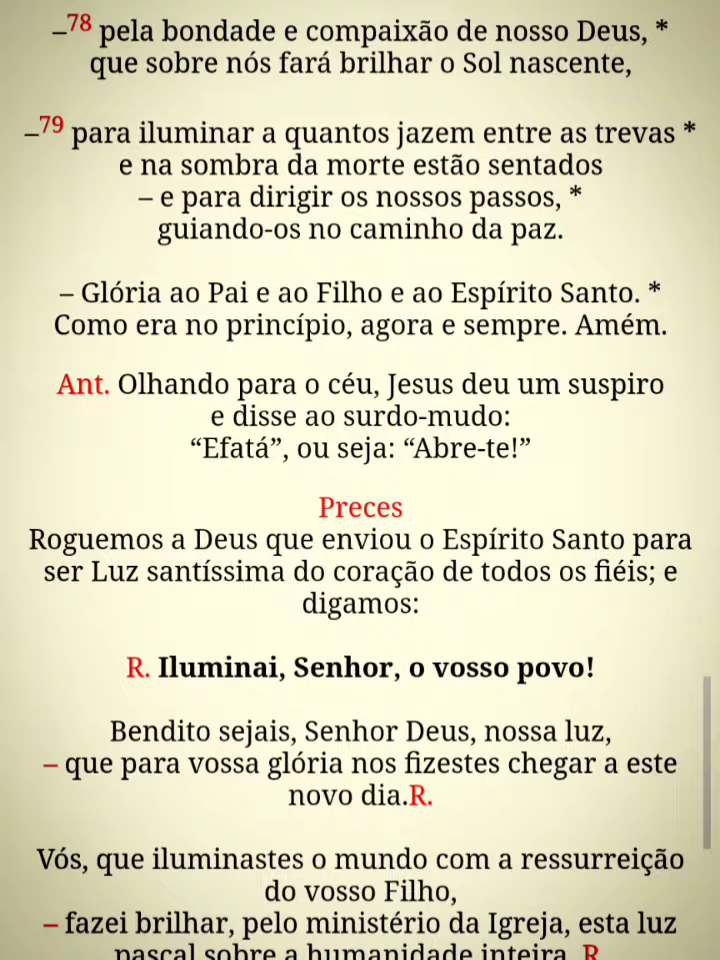 –78 pela bondade e compaixão de nosso Deus, *
que sobre nós fará brilhar o Sol nascente,
–79 para iluminar a quantos jazem entre as trevas *
e na sombra da morte estão sentados
– e para dirigir os nossos passos, *
guiando-os no caminho da paz.
– Glória ao Pai e ao Filho e ao Espírito Santo. *
Como era no princípio, agora e sempre. Amém.
Ant. Olhando para o céu, Jesus deu um suspiro
e disse ao surdo-mudo:
“Efatá”, ou seja: “Abre-te!”
Preces
Roguemos a Deus que enviou o Espírito Santo para
ser Luz santíssima do coração de todos os fiéis; e
digamos:
R. Iluminai, Senhor, o vosso povo!
Bendito sejais, Senhor Deus, nossa luz,
– que para vossa glória nos fizestes chegar a este
novo dia.R.
Vós, que iluminastes o mundo com a ressurreição
do vosso Filho,
– fazei brilhar, pelo ministério da Igreja, esta luz
pascal sobre a humanidade inteira. R.